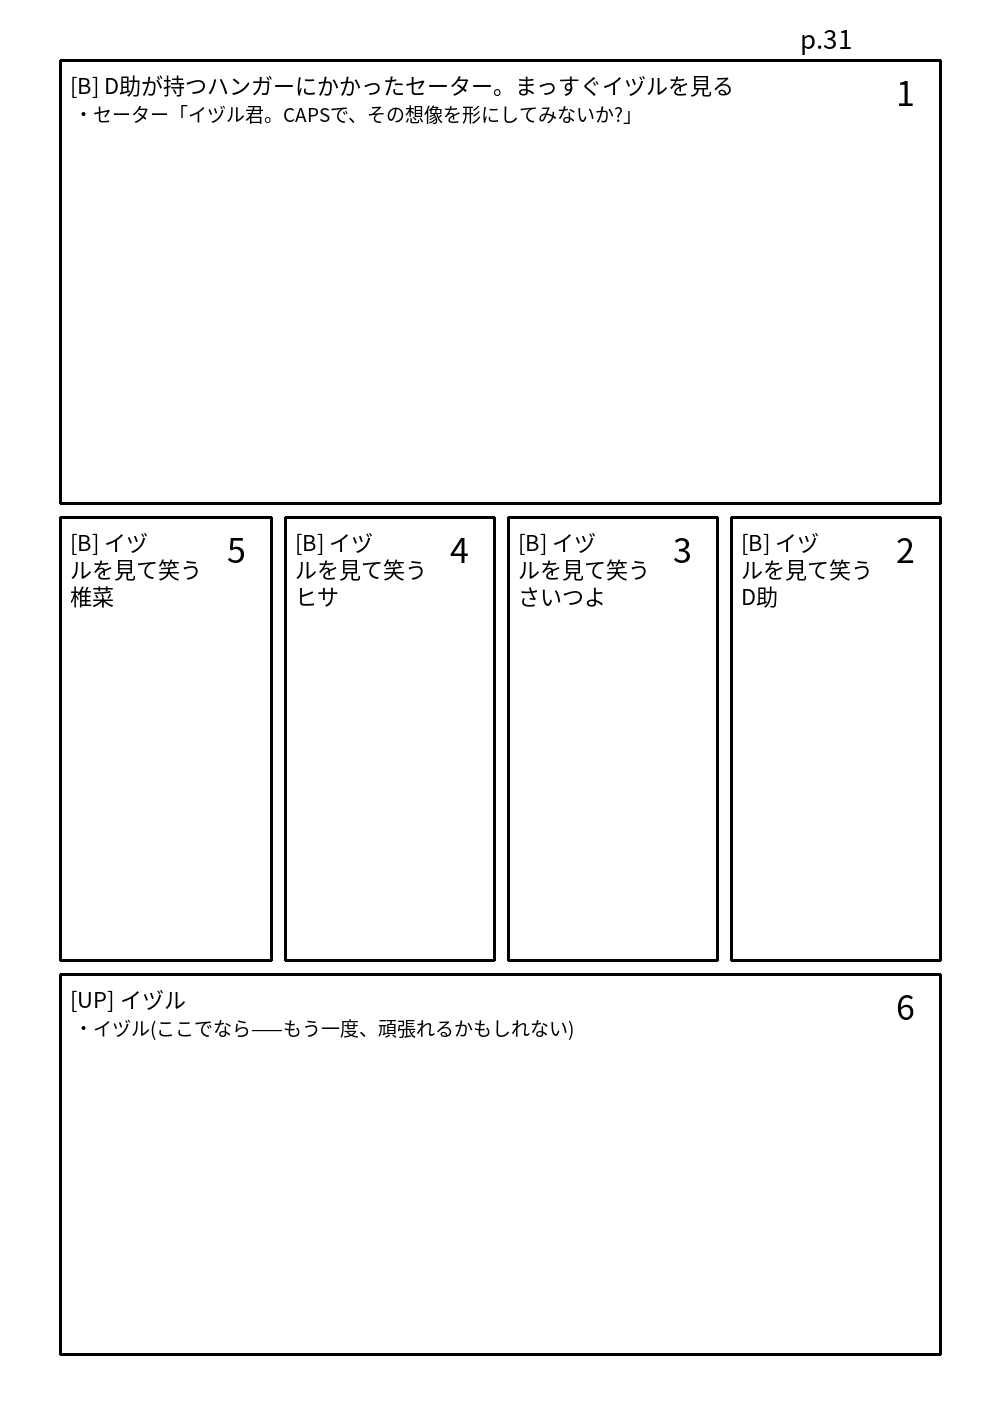 p.31
[B] D助が持つハンガーにかかったセーター。まっすぐイヅルを見る
1
・セーター「イヅル君。CAPSで、その想像を形にしてみないか?」
[B] イヅ
ルを見て笑う
D助
2
[B] イヅ
ルを見て笑う
さいつよ
3
[B] イヅ
ルを見て笑う
ヒサ
4
[B] イヅ
ルを見て笑う
椎菜
5
[UP] イヅル
6
・イヅル(ここでなら——もう一度、頑張れるかもしれない)